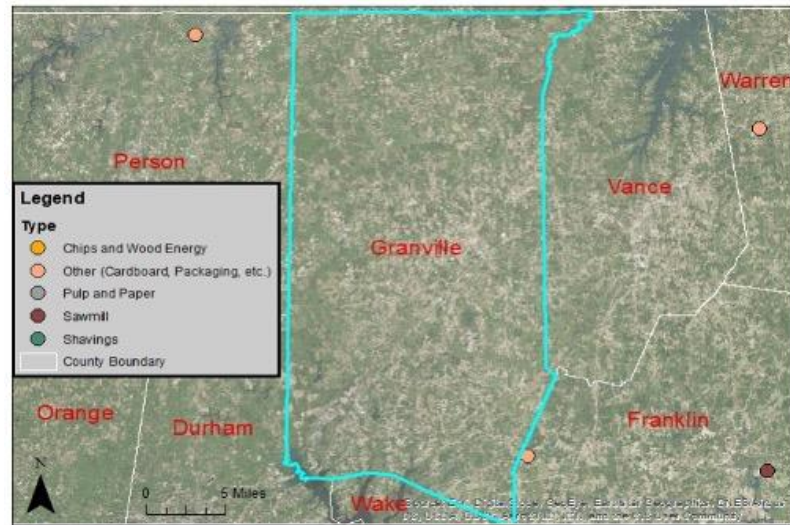 Warren
Person
Vance
Legend
Type
Chips and Wood Energy
Other (Cardboard, Packaging, etc.)
Pulp and Paper
Sawmill
Shavings
County Boundary
Granville
Orange
Durham
Franklin
N
0 5 Miles
Wake